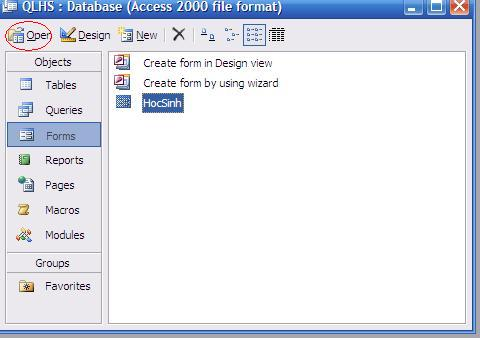 QLHS : Database (Access 2000 file format)
Open Design New
Objects
Tables
Queries
Forms
Reports
Pages
Macros
Modules
Groups
Favorites
Create form in Design view
Create form by using wizard
HocSinh